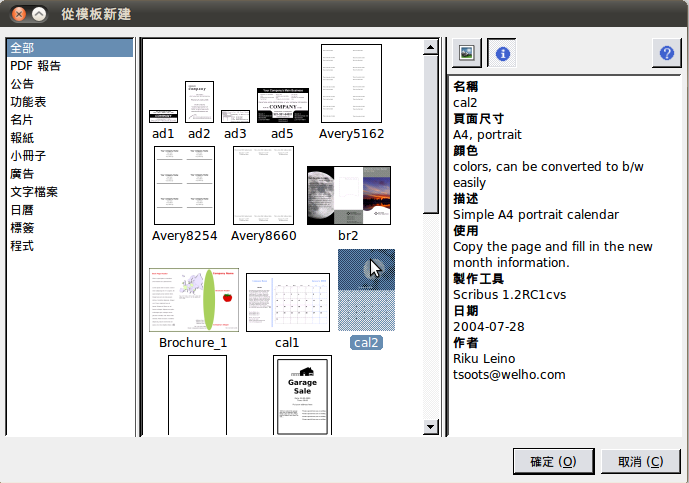 從模板新建
全部
PDF 報告
公告
功能表
名片
報紙
小冊子
廣告
文字檔案
日曆
標簽
程式
ad1 ad2 ad3 ad5 Avery5162
Avery8254 Avery8660 br2
Brochure_1 cal1 cal2
Company
COMPANY
Garage
Sale
名稱
cal2
頁面尺寸
A4, portrait
顏色
colors, can be converted to b/w
easily
描述
Simple A4 portrait calendar
使用
Copy the page and fill in the new
month information.
製作工具
Scribus 1.2RC1cvs
日期
2004-07-28
作者
Riku Leino
tsoots@welho.com
確定 (O)
取消 (C)